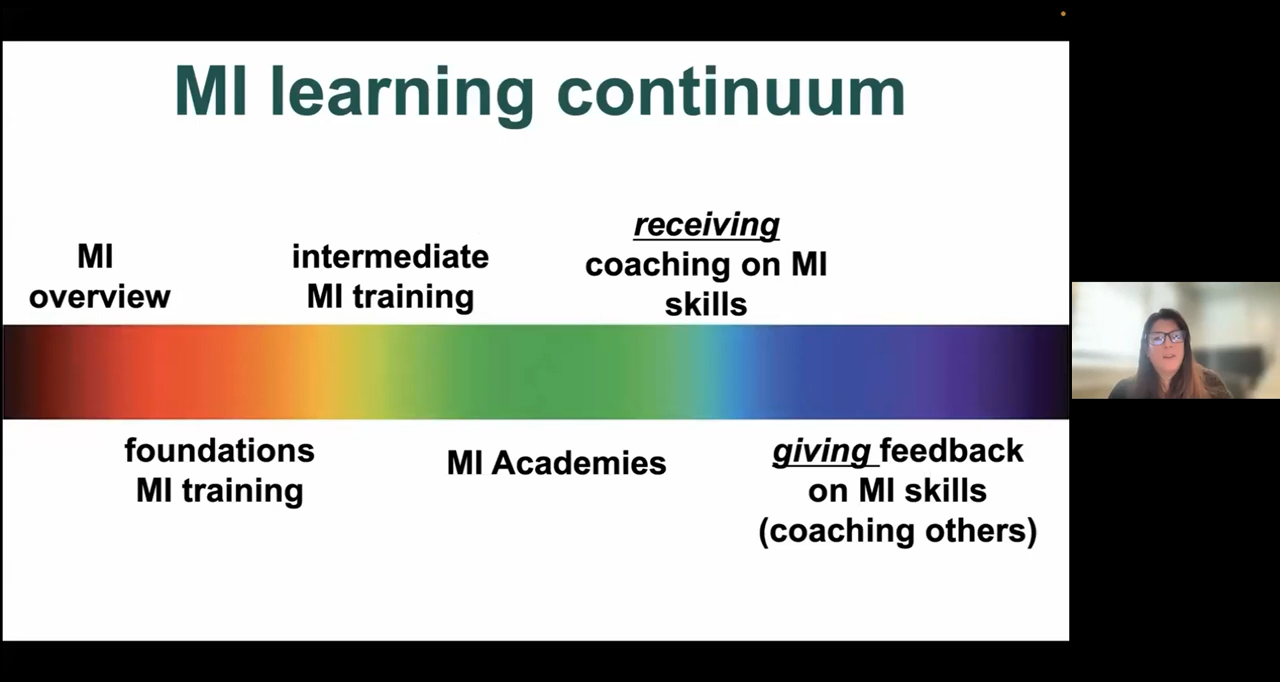 MI learning continuum
MI
overview
intermediate
MI training
receiving
coaching on MI
skills
foundations
MI training
MI Academies
giving feedback
on MI skills
(coaching others)